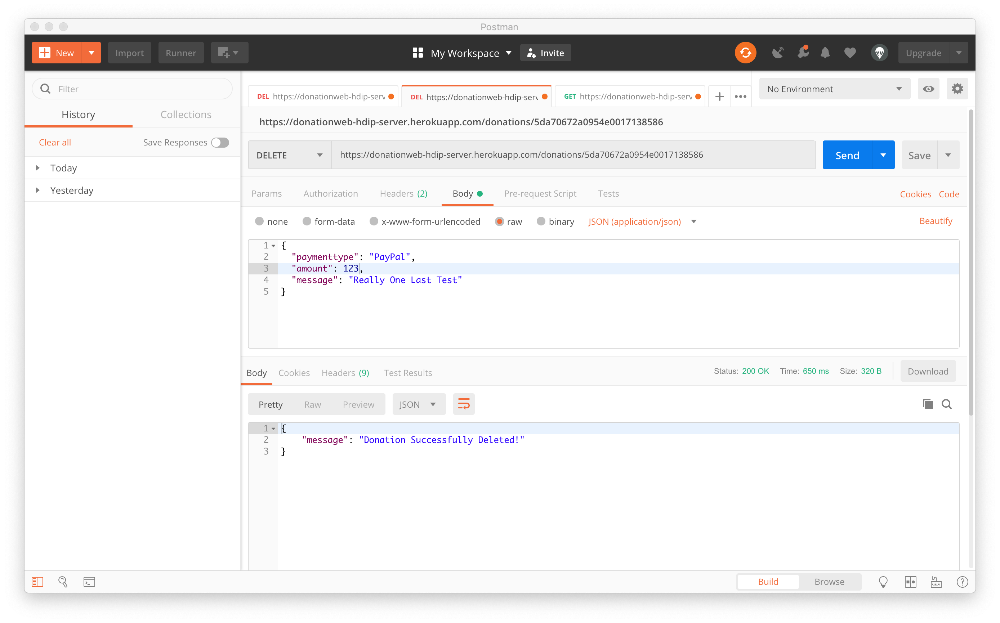 Postman
New
Import
Runner
My Workspace
Invite
Upgrade
Filter
History
Collections
Clear all
Save Responses
Today
Yesterday
DEL https://donationweb-hdip-serv
DEL https://donationweb-hdip-serv
GET https://donationweb-hdip-serv
No Environment
https://donationweb-hdip-server.herokuapp.com/donations/5da70672a0954e0017138586
DELETE
https://donationweb-hdip-server.herokuapp.com/donations/5da70672a0954e0017138586
Send
Save
Params
Authorization
Headers (2)
Body
Pre-request Script
Tests
Cookies
Code
none
form-data
x-www-form-urlencoded
raw
binary
JSON (application/json)
Beautify
1 {
2 "paymenttype": "PayPal",
3 "amount": 123,
4 "message": "Really One Last Test"
5 }
Body
Cookies
Headers (9)
Test Results
Status: 200 OK
Time: 650 ms
Size: 320 B
Download
Pretty
Raw
Preview
JSON
1 {
2 "message": "Donation Successfully Deleted!"
3 }
Build
Browse